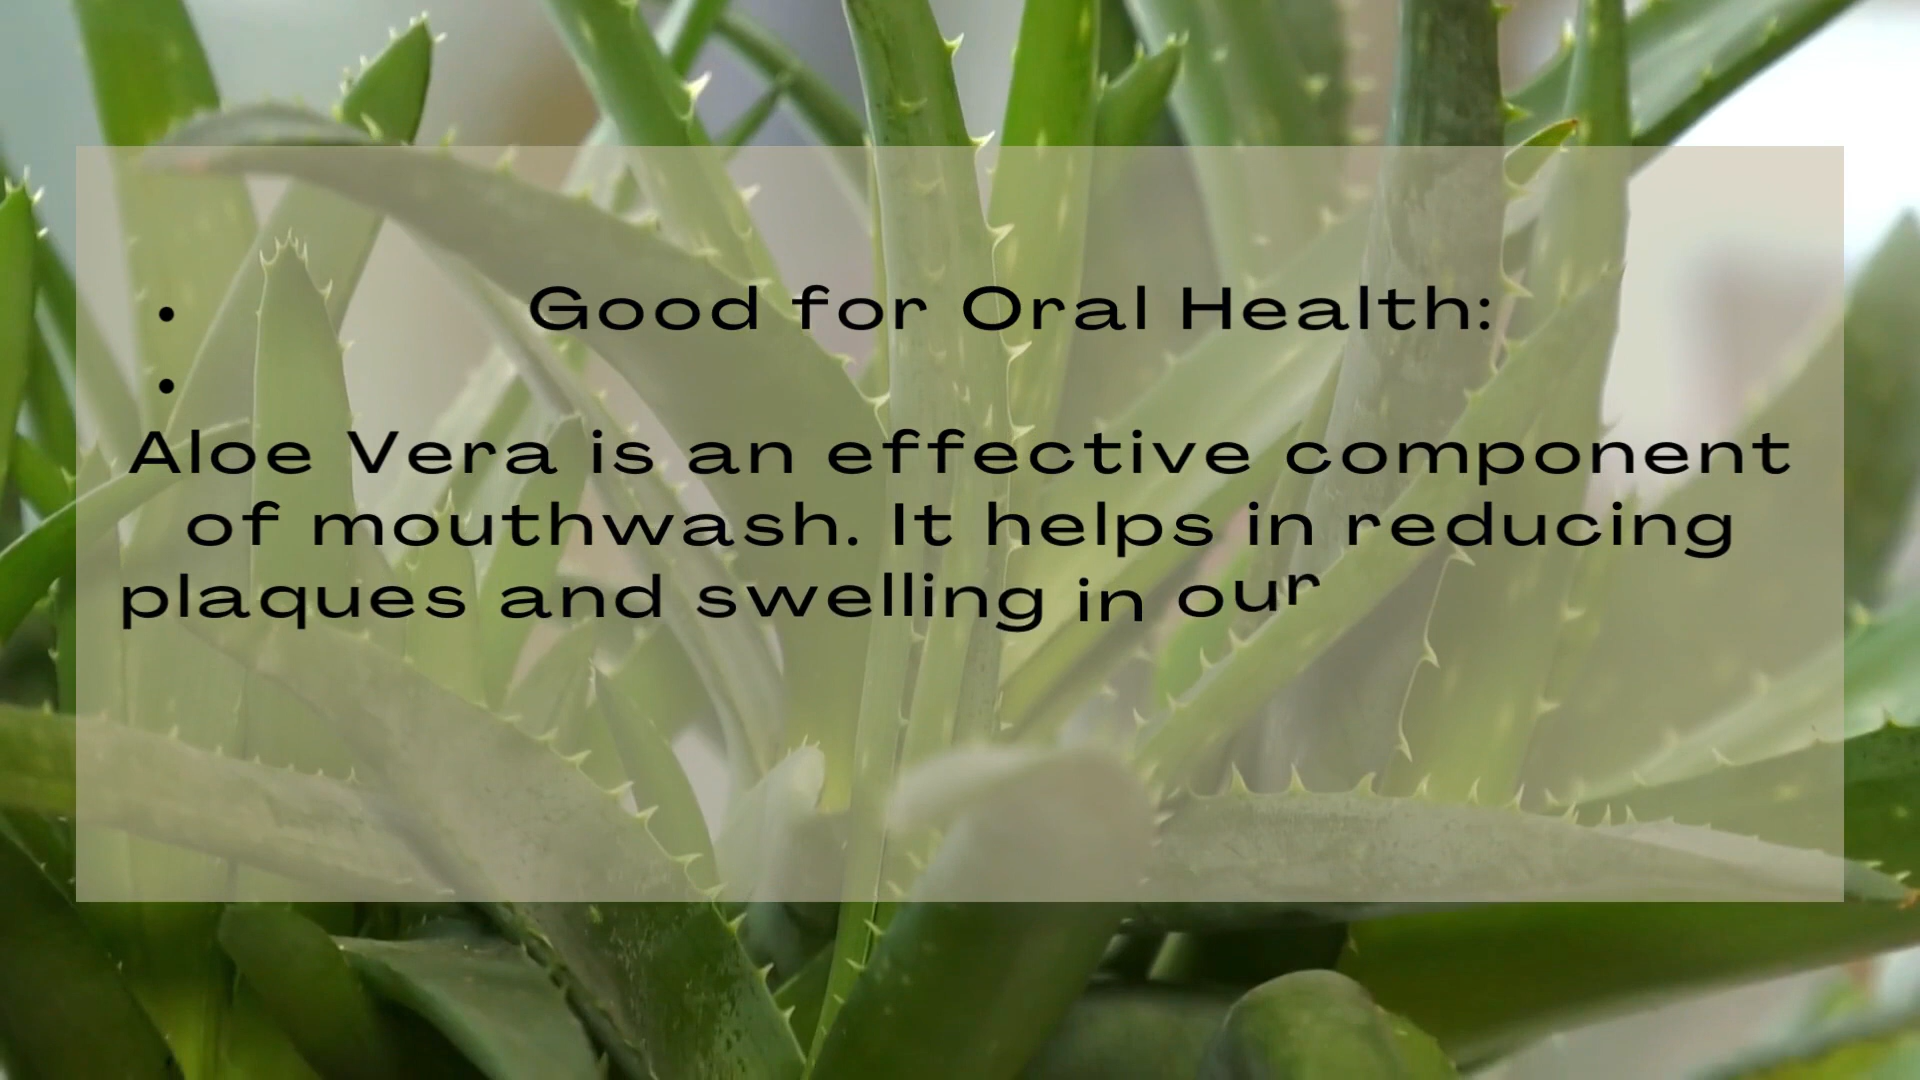 • Good for Oral Health:
•
Aloe Vera is an effective component
of mouthwash. It helps in reducing
plaques and swelling in our